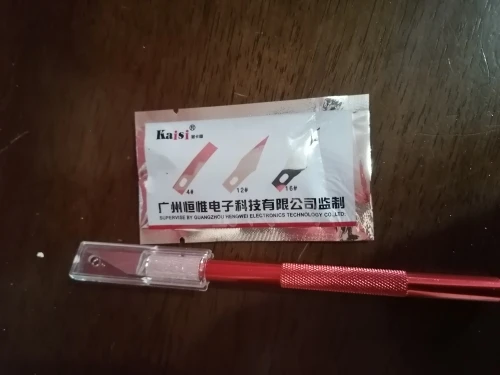 Kaisi®
4#
12#
16#
广州恒惟电子科技有限公司监制
SUPERVISE BY GUANGZHOU HENGWEI ELECTRONICS TECHNOLOGY CO.,LTD.